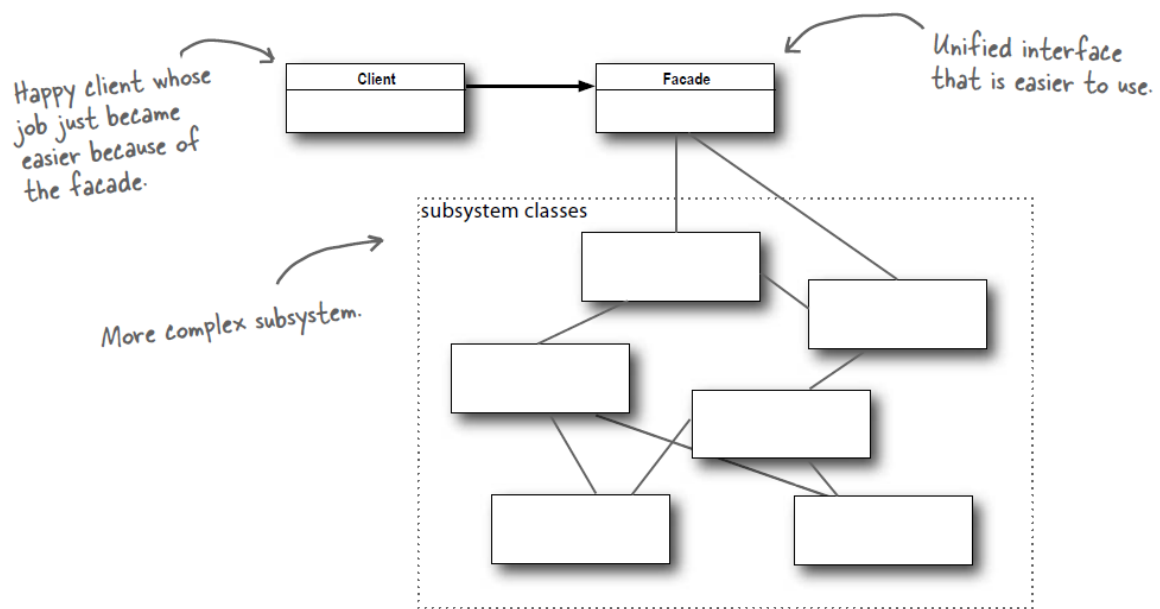 Happy client whose
job just became
easier because of
the facade.
Client
Facade
Unified interface
that is easier to use.
subsystem classes
More complex subsystem.